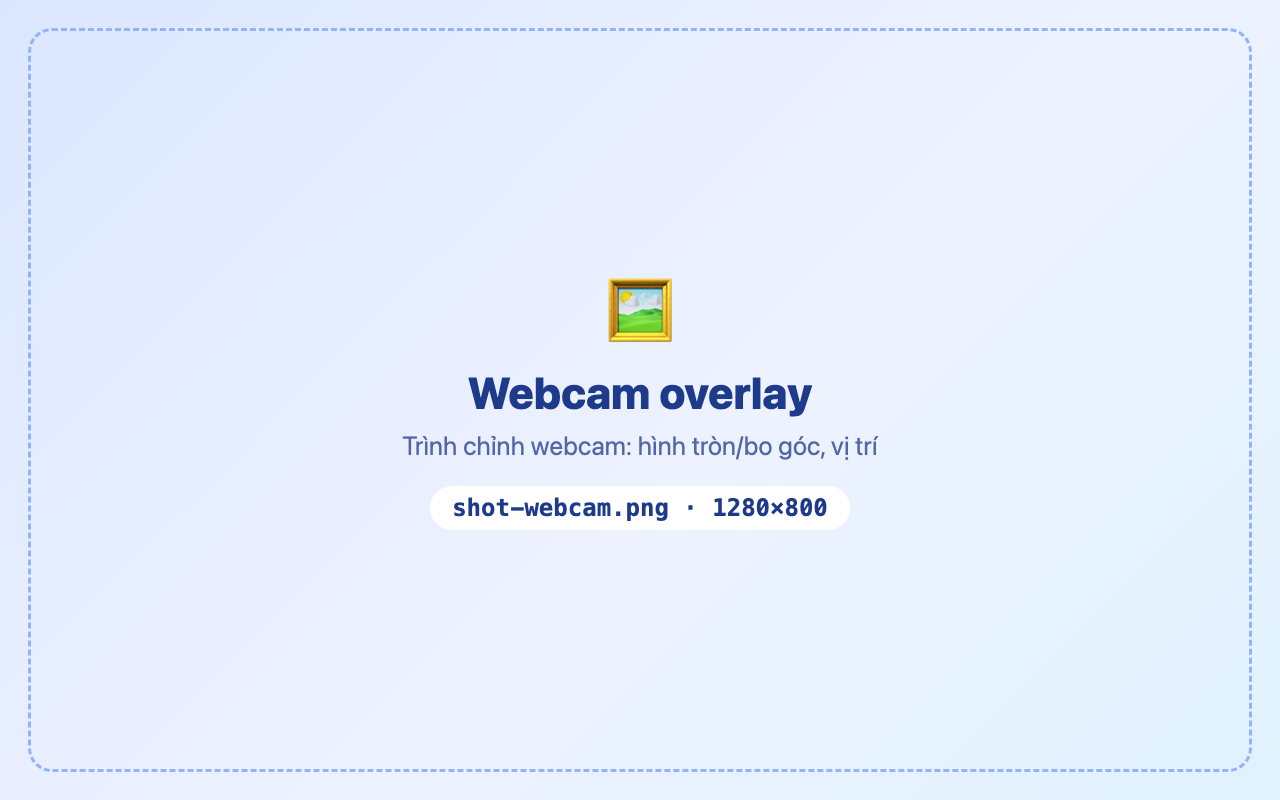 Webcam overlay
Trình chỉnh webcam: hình tròn/bo góc, vị trí
shot-webcam.png · 1280×800